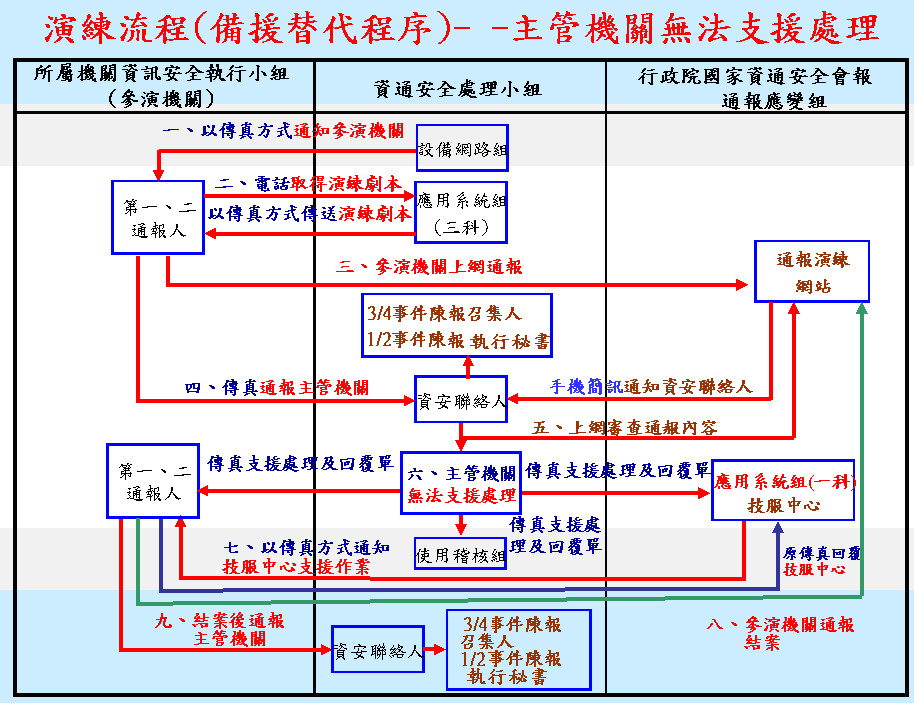 演練流程(備援替代程序)- -主管機關無法支援處理
所屬機關資訊安全執行小組
(參演機關)
資通安全處理小組
行政院國家資通安全會報
通報應變組
一、以傳真方式通知參演機關
設備網路組
二、電話取得演練劇本
第一、二
通報人
應用系統組
(三科)
以傳真方式傳送演練劇本
三、參演機關上網通報
通報演練
網站
3/4事件陳報召集人
1/2事件陳報 執行秘書
四、傳真通報主管機關
資安聯絡人
手機簡訊通知資安聯絡人
五、上網審查通報內容
第一、二
通報人
傳真支援處理及回覆單
六、主管機關
無法支援處理
傳真支援處理及回覆單
應用系統組(一科)
技服中心
傳真支援處
理及回覆單
七、以傳真方式通知
技服中心支援作業
使用稽核組
原傳真回覆
技服中心
九、結案後通報
主管機關
資安聯絡人
3/4事件陳報
召集人
1/2事件陳報
執行秘書
八、參演機關通報
結案